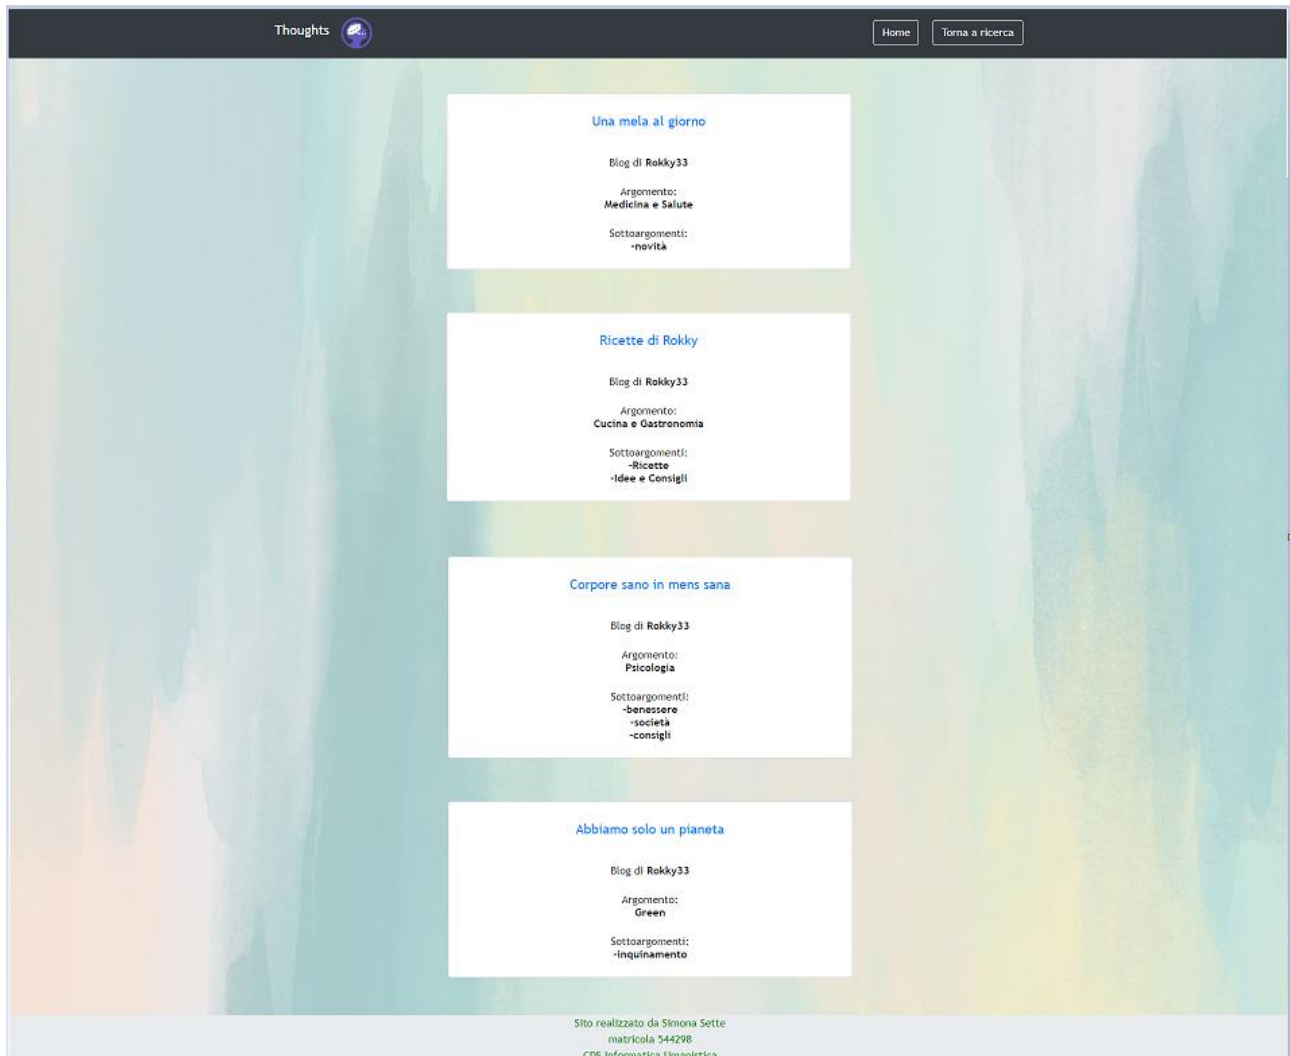 Thoughts
Home
Torna a ricerca
Una mela al giorno
Blog di Rokky33
Argomento:
Medicina e Salute
Sottoargomenti:
-novità
Ricette di Rokky
Blog di Rokky33
Argomento:
Cucina e Gastronomia
Sottoargomenti:
-Ricette
-Idee e Consigli
Corpore sano in mens sana
Blog di Rokky33
Argomento:
Psicologia
Sottoargomenti:
-benessere
-società
-consigli
Abbiamo solo un pianeta
Blog di Rokky33
Argomento:
Green
Sottoargomenti:
-inquinamento
Sito realizzato da Simona Sette
matricola 544298
CDS Informatica Umanistica